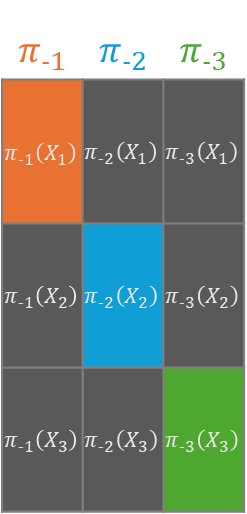 π-1 π-2 π-3
π-1(X1) π-2(X1) π-3(X1)
π-1(X2) π-2(X2) π-3(X2)
π-1(X3) π-2(X3) π-3(X3)